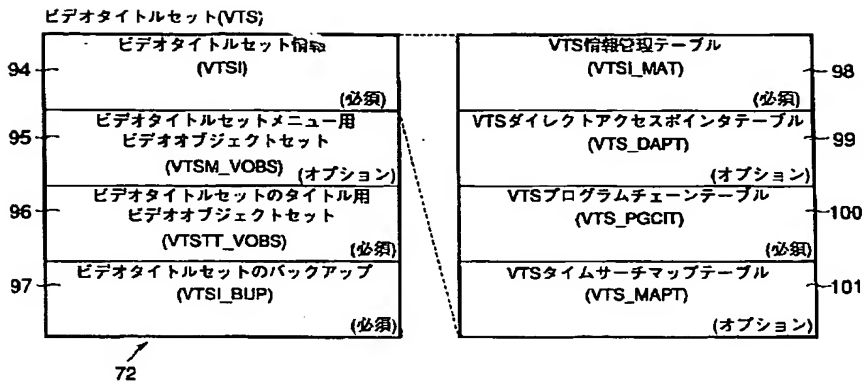 ビデオタイトルセット(VTS)
94
ビデオタイトルセット情報
(VTSI)
(必須)
95
ビデオタイトルセットメニュー用
ビデオオブジェクトセット
(VTSM_VOBS)
(オプション)
96
ビデオタイトルセットのタイトル用
ビデオオブジェクトセット
(VTSTT_VOBS)
(必須)
97
ビデオタイトルセットのバックアップ
(VTSI_BUP)
(必須)
72
VTS情報管理テーブル
(VTSI_MAT)
(必須)
98
VTSダイレクトアクセスポインタテーブル
(VTS_DAPT)
(オプション)
99
VTSプログラムチェーンテーブル
(VTS_PGCIT)
(必須)
100
VTSタイムサーチマップテーブル
(VTS_MAPT)
(オプション)
101